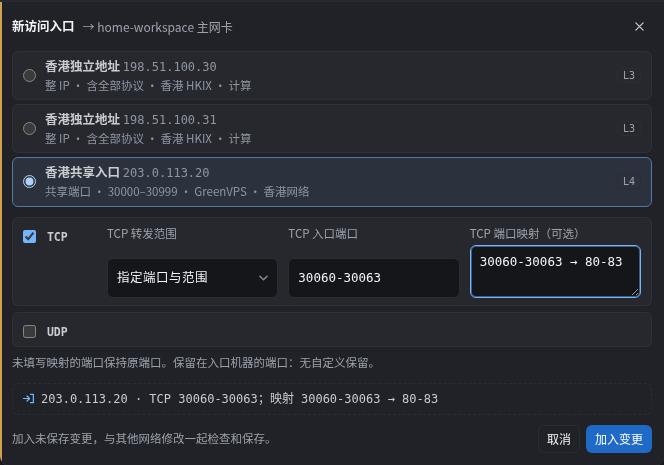 新访问入口 → home-workspace 主网卡
香港独立地址 198.51.100.30
整 IP · 含全部协议 · 香港 HKIX · 计算
L3
香港独立地址 198.51.100.31
整 IP · 含全部协议 · 香港 HKIX · 计算
L3
香港共享入口 203.0.113.20
共享端口 · 30000–30999 · GreenVPS · 香港网络
L4
TCP
TCP 转发范围
指定端口与范围
TCP 入口端口
30060-30063
TCP 端口映射（可选）
30060-30063 → 80-83
UDP
未填写映射的端口保持原端口。保留在入口机器的端口：无自定义保留。
203.0.113.20 · TCP 30060-30063；映射 30060-30063 → 80-83
加入未保存变更，与其他网络修改一起检查和保存。
取消
加入变更